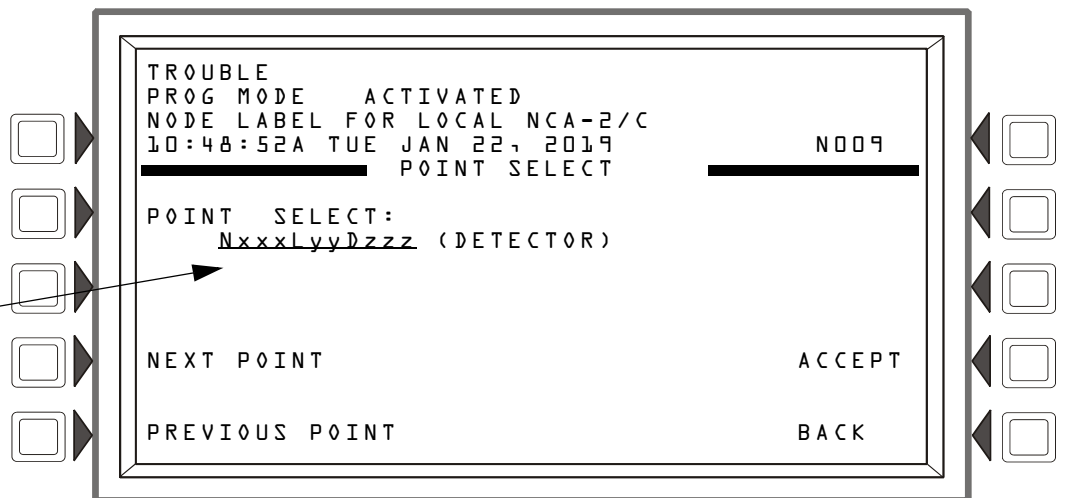 TROUBLE
PROG MODE ACTIVATED
NODE LABEL FOR LOCAL NCA-2/C
10:48:52A TUE JAN 22, 2019 N009
POINT SELECT
POINT SELECT:
NxxxLyyDzzz (DETECTOR)
NEXT POINT ACCEPT
PREVIOUS POINT BACK